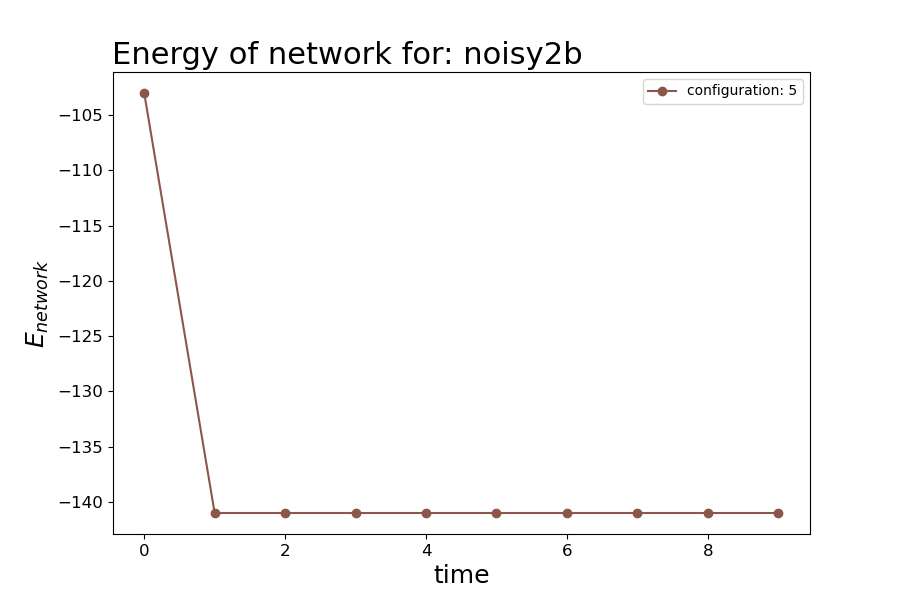 Energy of network for: noisy2b
configuration: 5
−105
−110
−115
−120
−125
−130
−135
−140
E_network
0 2 4 6 8
time